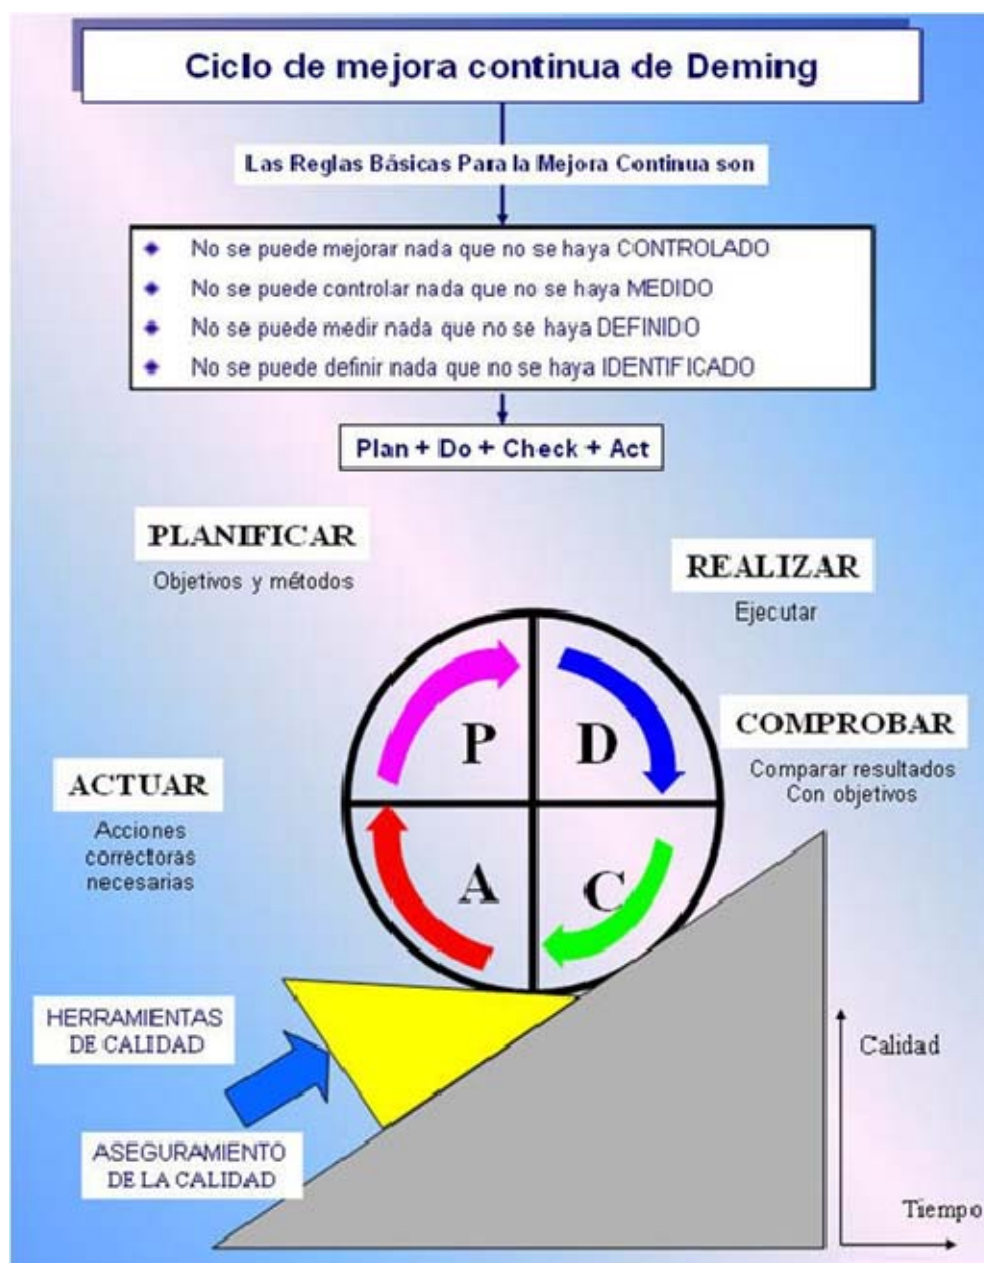 Ciclo de mejora continua de Deming
Las Reglas Básicas Para la Mejora Continua son
No se puede mejorar nada que no se haya CONTROLADO
No se puede controlar nada que no se haya MEDIDO
No se puede medir nada que no se haya DEFINIDO
No se puede definir nada que no se haya IDENTIFICADO
Plan + Do + Check + Act
PLANIFICAR
Objetivos y métodos
REALIZAR
Ejecutar
COMPROBAR
Comparar resultados
Con objetivos
ACTUAR
Acciones
correctoras
necesarias
P
D
A
C
HERRAMIENTAS
DE CALIDAD
ASEGURAMIENTO
DE LA CALIDAD
Calidad
Tiempo